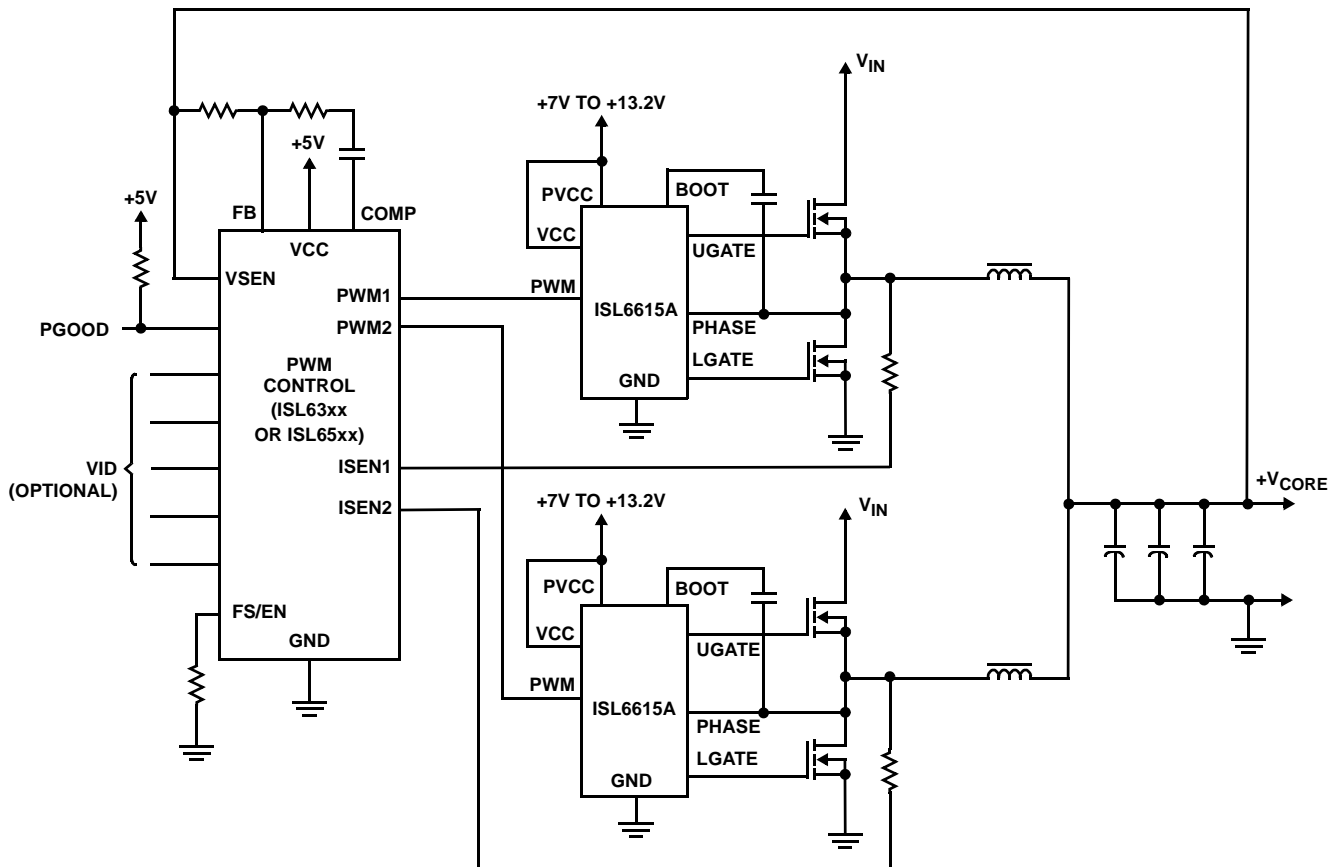 V_IN
+7V TO +13.2V
+5V
+5V
PVCC
BOOT
FB
COMP
VCC
VCC
UGATE
VSEN
PWM1
PWM
ISL6615A
PGOOD
PWM2
PHASE
LGATE
PWM
CONTROL
(ISL63xx
OR ISL65xx)
GND
VID
(OPTIONAL)
ISEN1
ISEN2
+7V TO +13.2V
V_IN
+V_CORE
PVCC
BOOT
FS/EN
VCC
GND
UGATE
PWM
ISL6615A
PHASE
LGATE
GND